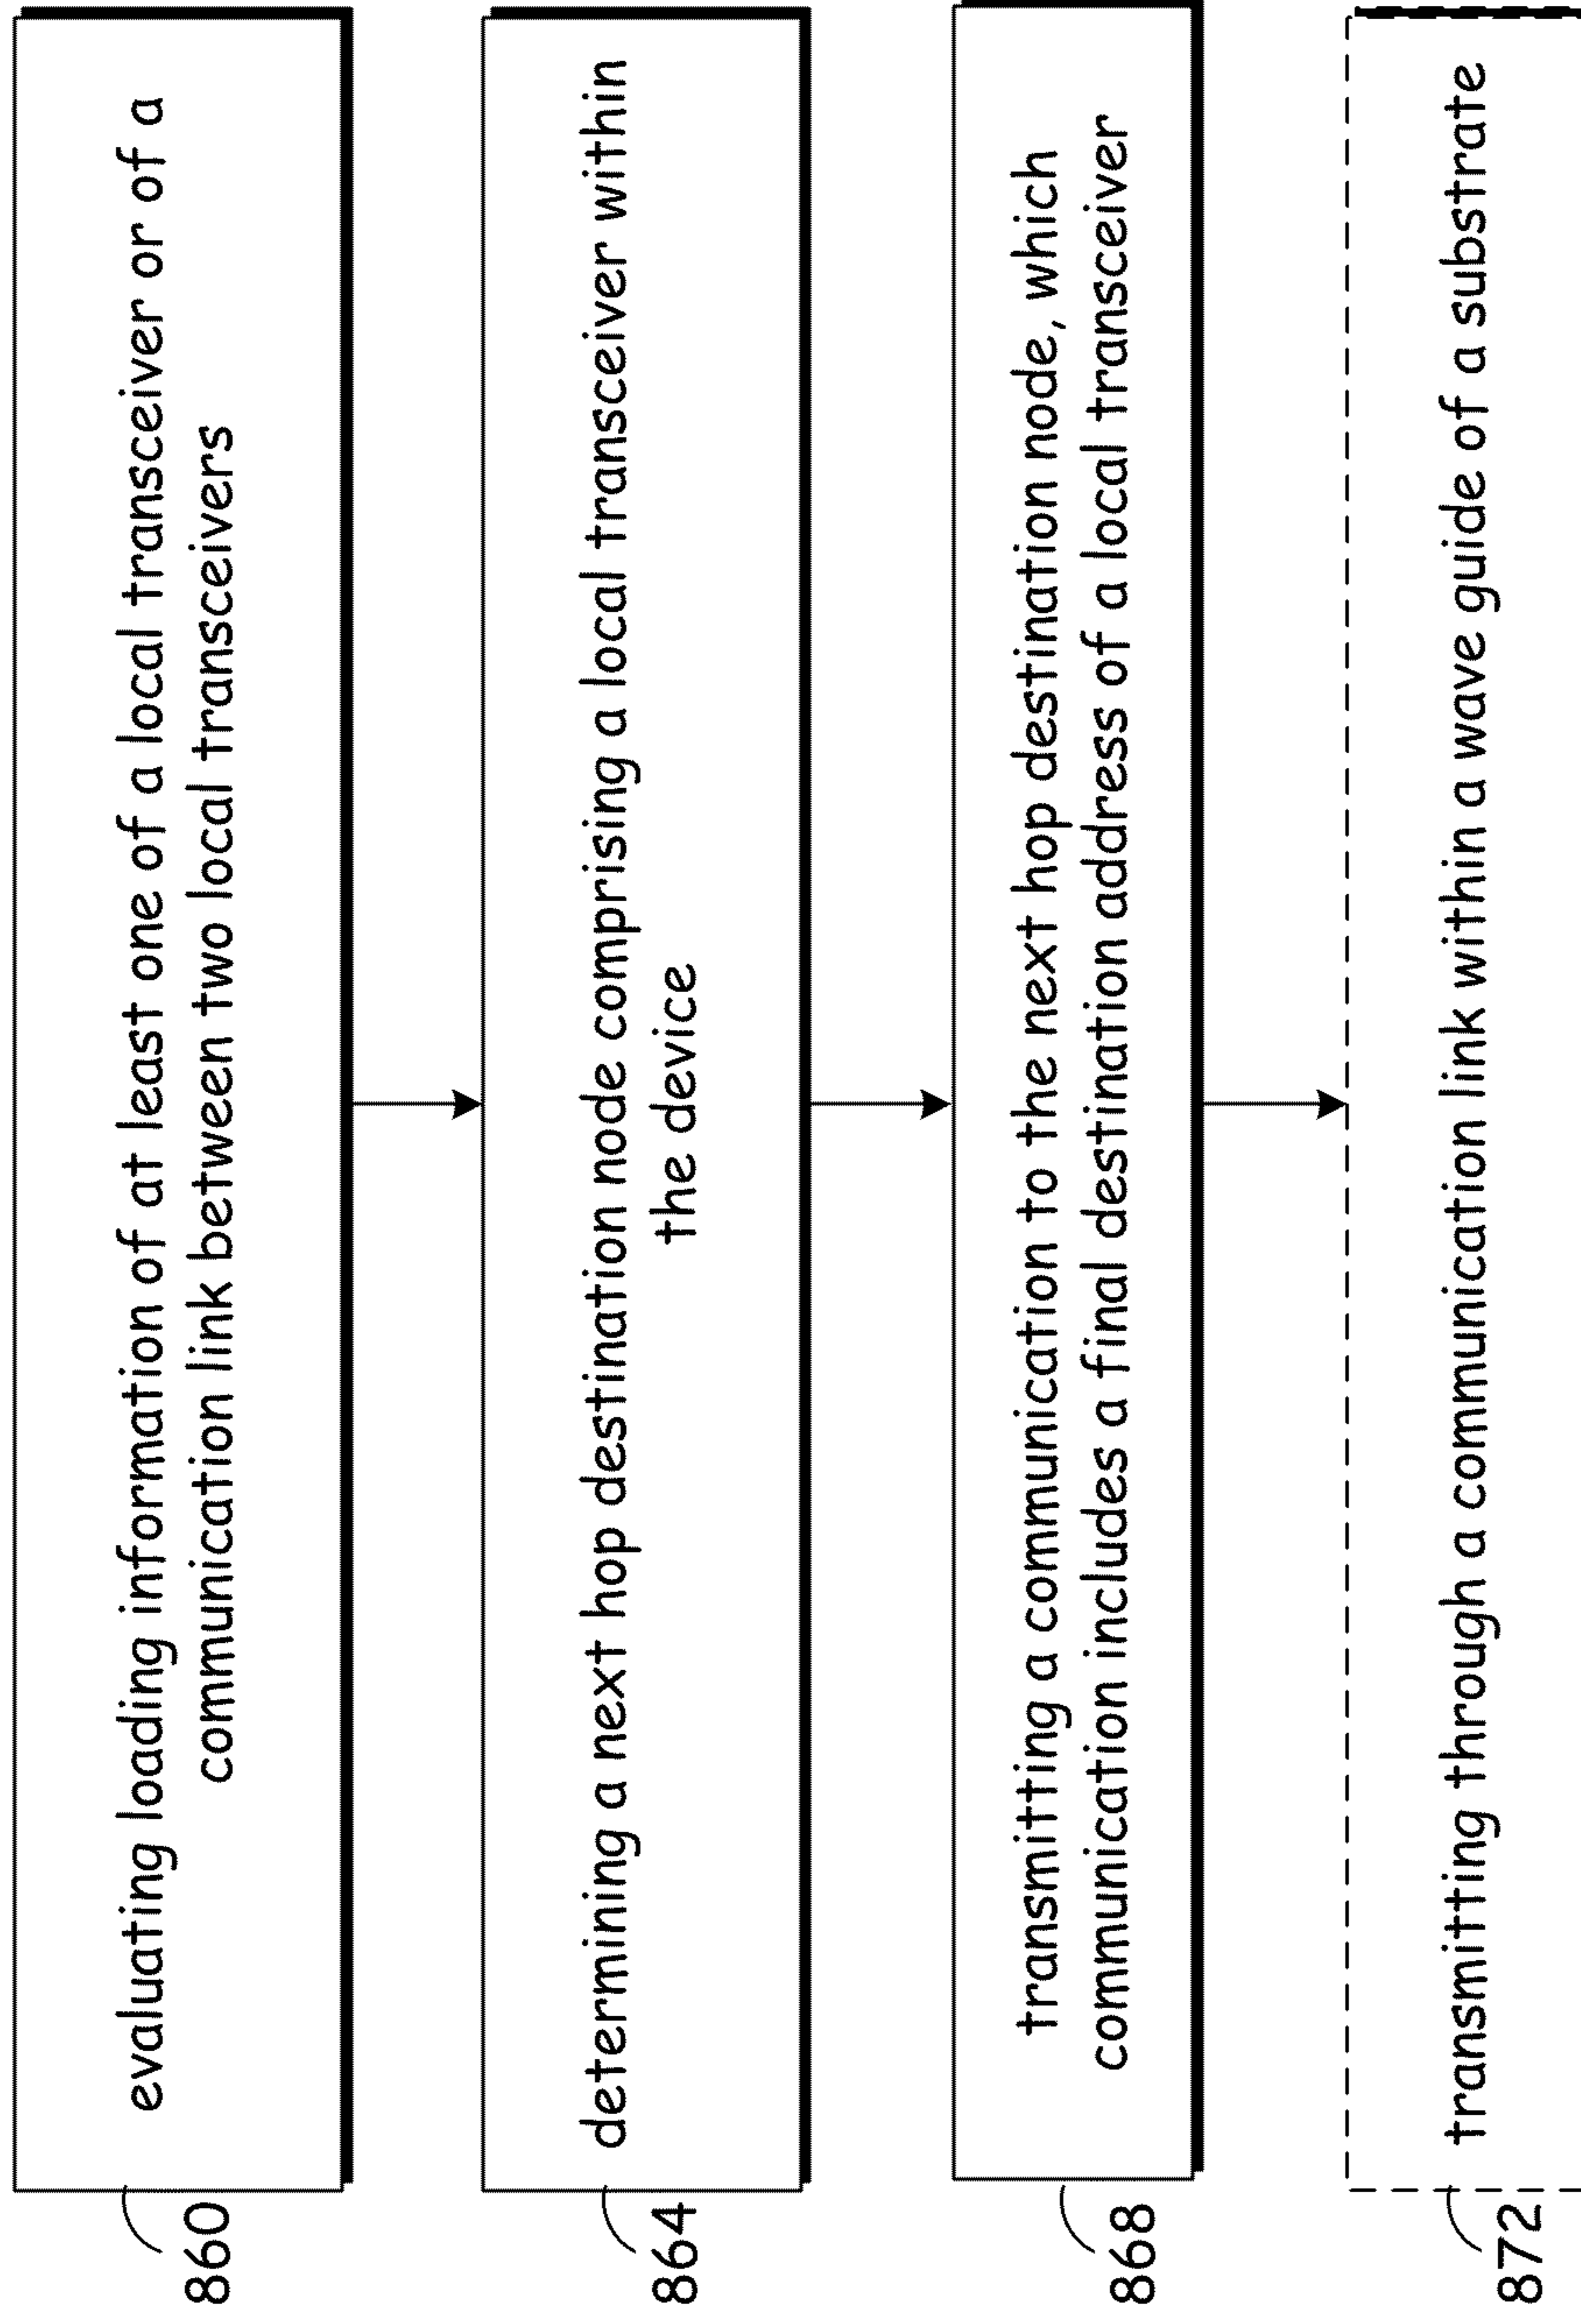 evaluating loading information of at least one of a local transceiver or of a
communication link between two local transceivers
860
determining a next hop destination node comprising a local transceiver within
the device
864
transmitting a communication to the next hop destination node, which
communication includes a final destination address of a local transceiver
868
transmitting through a communication link within a wave guide of a substrate
872